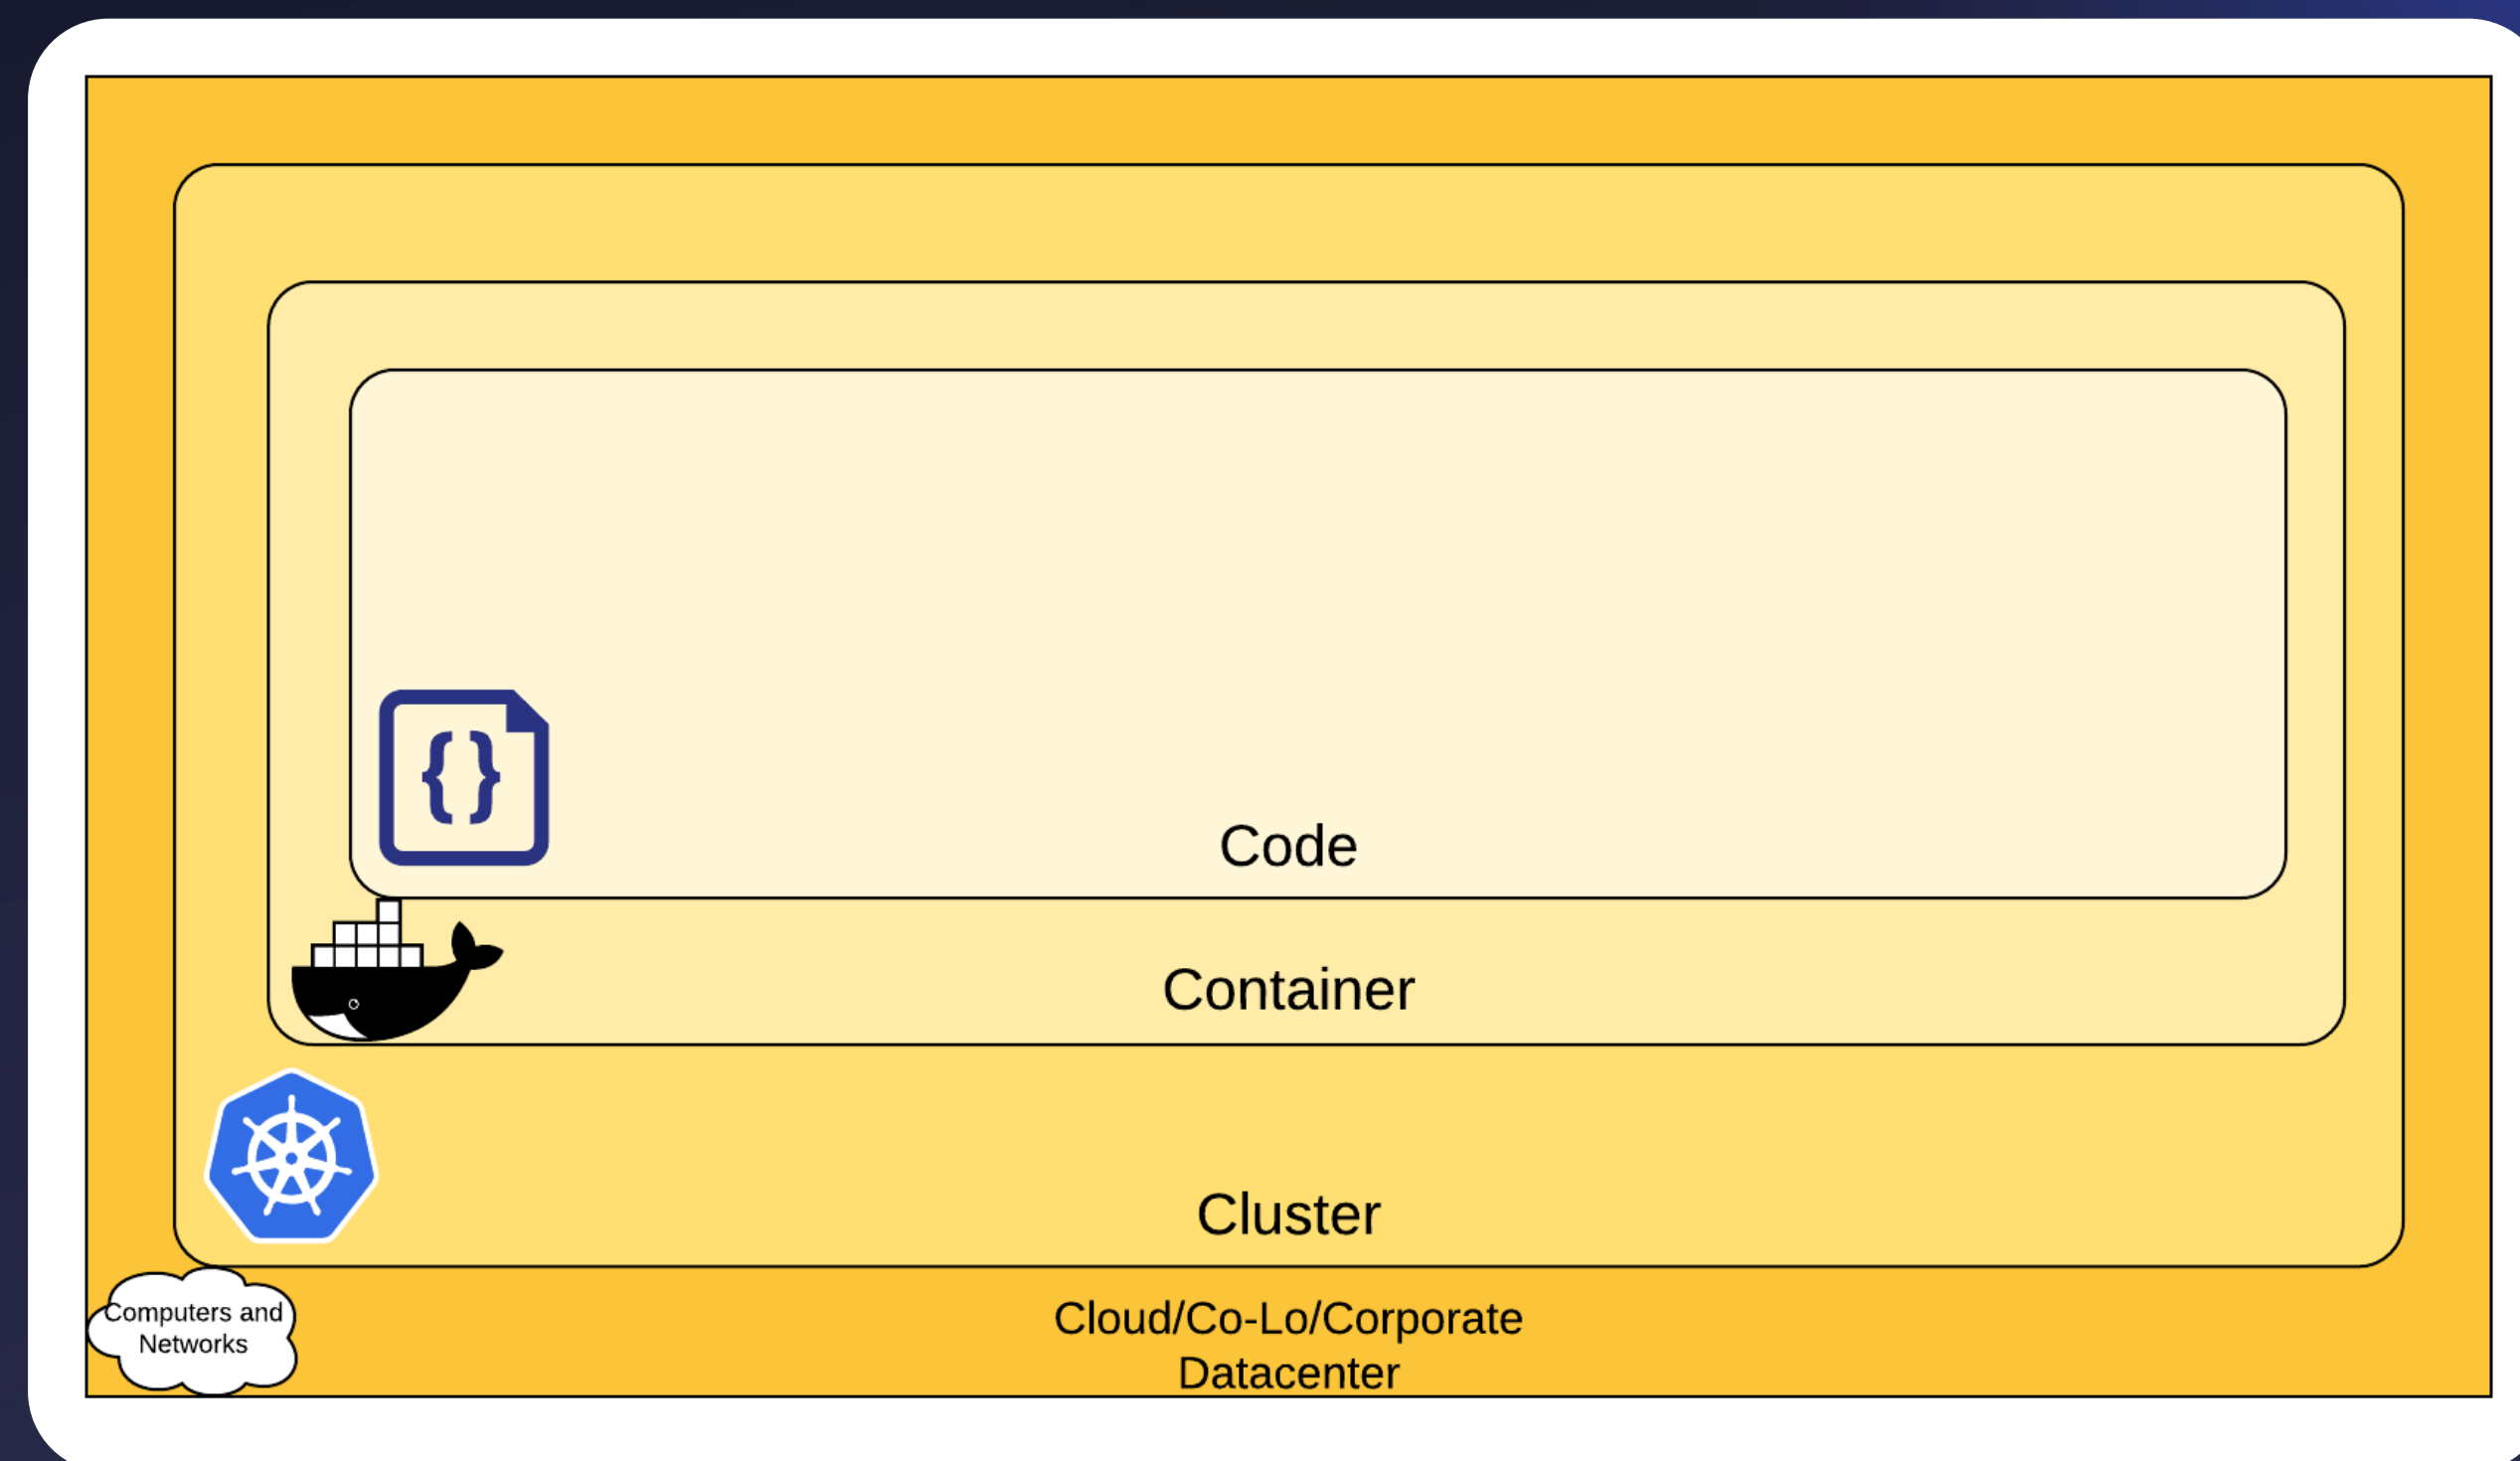 {}
Code
Container
Cluster
Computers and
Networks
Cloud/Co-Lo/Corporate
Datacenter